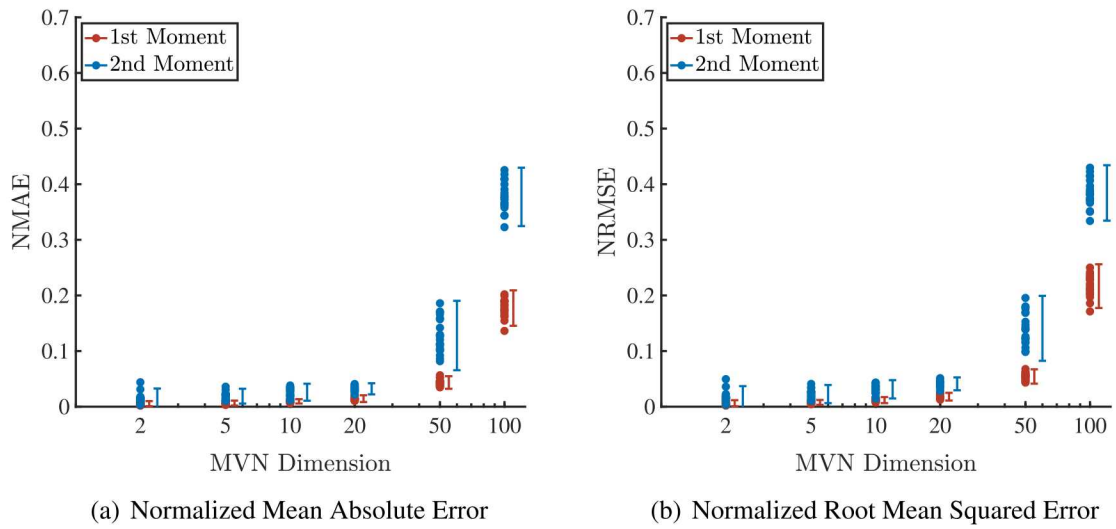 0.7
0.6
0.5
0.4
0.3
0.2
0.1
0
NMAE
1st Moment
2nd Moment
2 5 10 20 50 100
MVN Dimension
(a) Normalized Mean Absolute Error
0.7
0.6
0.5
0.4
0.3
0.2
0.1
0
NRMSE
1st Moment
2nd Moment
2 5 10 20 50 100
MVN Dimension
(b) Normalized Root Mean Squared Error